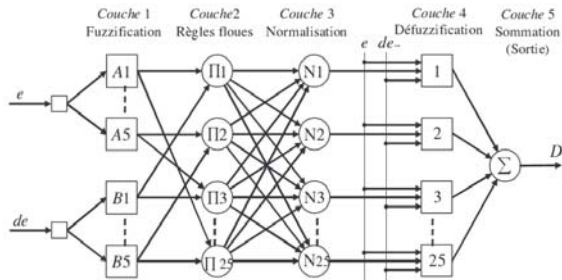 Couche 1
Fuzzification
Couche2
Règles floues
Couche 3
Normalisation
Couche 4
Défuzzification
Couche 5
Sommation
(Sortie)
e
de
e
de
A1
A5
B1
B5
Π1
Π2
Π3
Π25
N1
N2
N3
N25
1
2
3
25
Σ
D